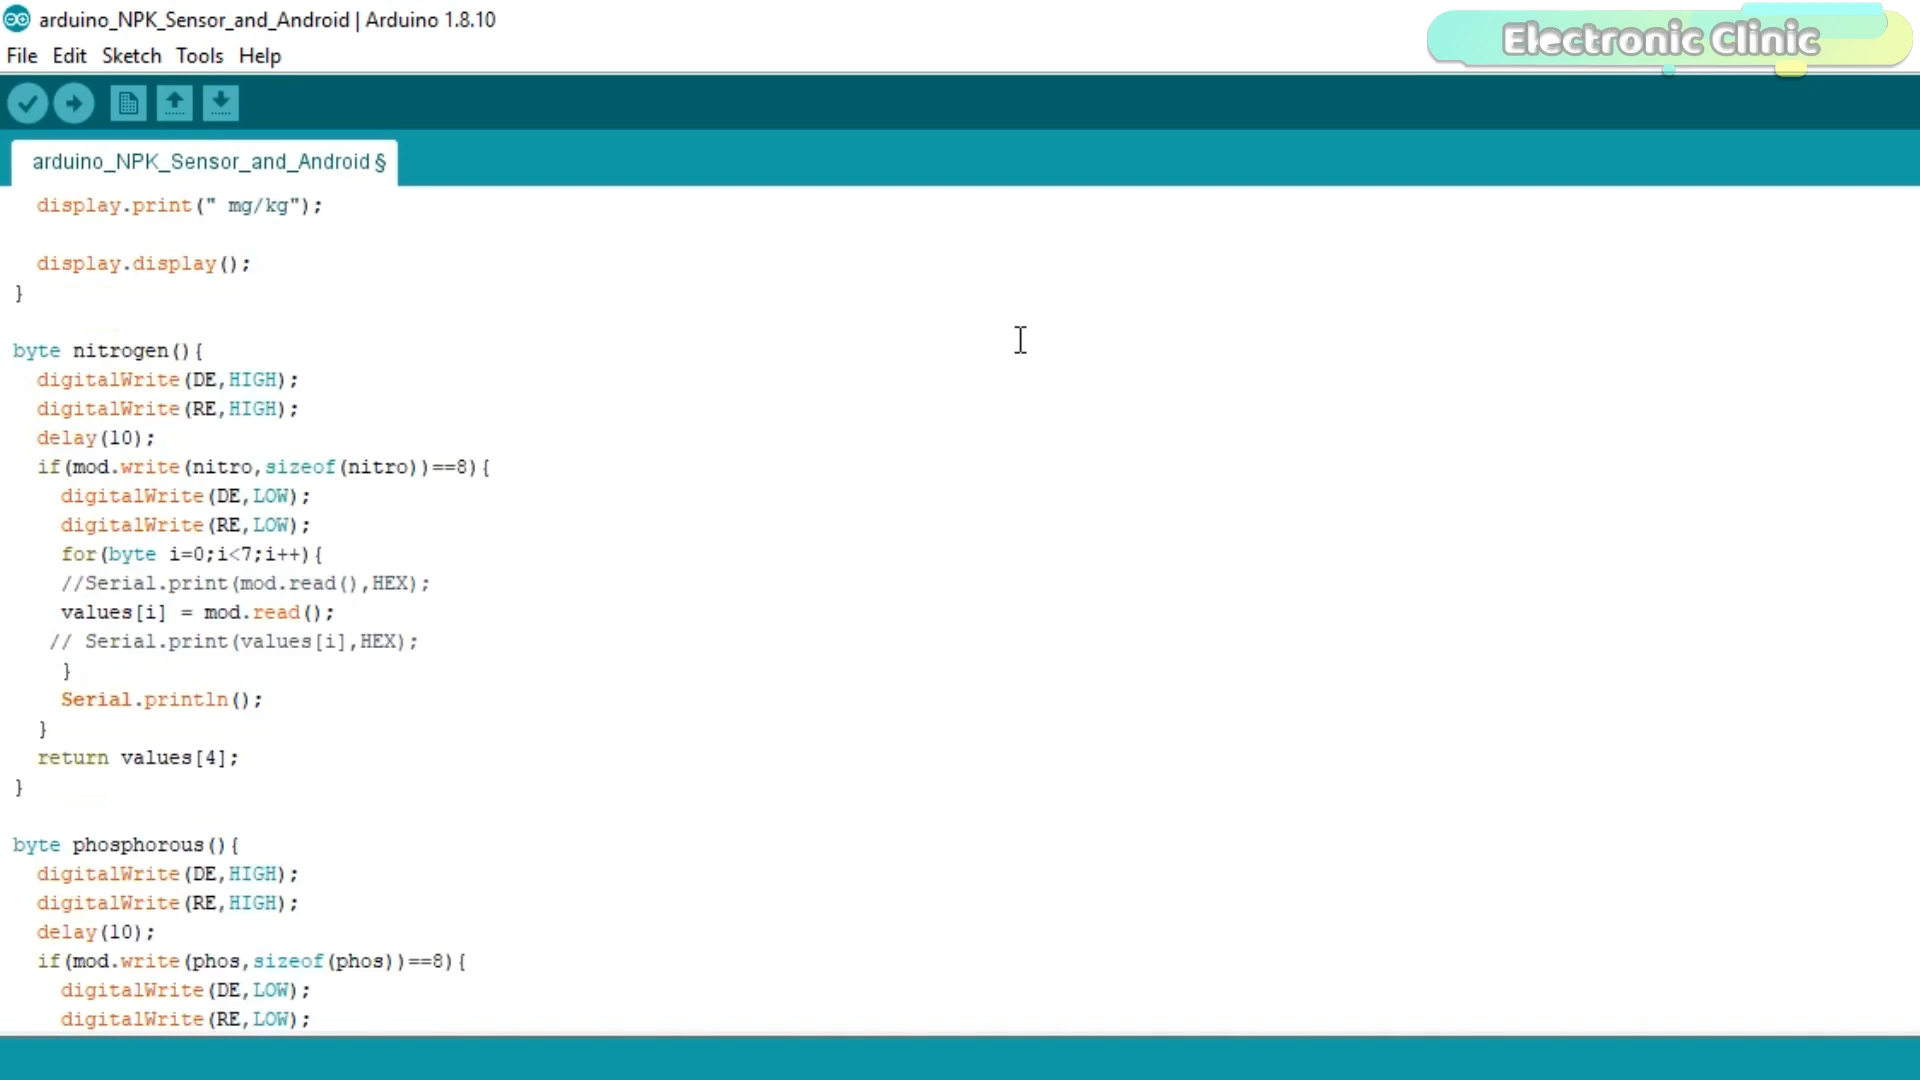 arduino_NPK_Sensor_and_Android | Arduino 1.8.10
Electronic Clinic
File Edit Sketch Tools Help
arduino_NPK_Sensor_and_Android §
display.print(" mg/kg");
display.display();
}
byte nitrogen(){
digitalWrite(DE,HIGH);
digitalWrite(RE,HIGH);
delay(10);
if(mod.write(nitro,sizeof(nitro))==8){
digitalWrite(DE,LOW);
digitalWrite(RE,LOW);
for(byte i=0;i<7;i++){
//Serial.print(mod.read(),HEX);
values[i] = mod.read();
// Serial.print(values[i],HEX);
}
Serial.println();
}
return values[4];
}
byte phosphorous(){
digitalWrite(DE,HIGH);
digitalWrite(RE,HIGH);
delay(10);
if(mod.write(phos,sizeof(phos))==8){
digitalWrite(DE,LOW);
digitalWrite(RE,LOW);